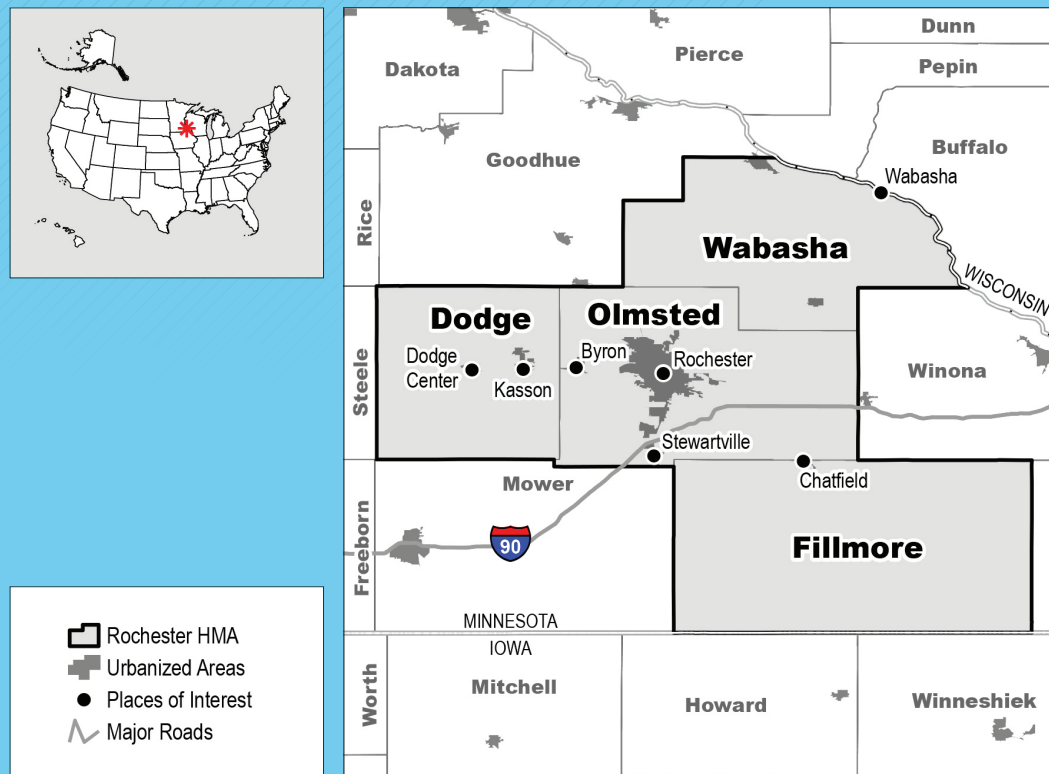 Dunn
Pierce
Dakota
Pepin
Goodhue
Buffalo
Wabasha
Rice
Wabasha
WISCONSIN
Dodge
Olmsted
Byron
Dodge
Center
Rochester
Kasson
Winona
Steele
Stewartville
Chatfield
Mower
Freeborn
90
Fillmore
MINNESOTA
IOWA
Mitchell
Howard
Winneshiek
Worth
Rochester HMA
Urbanized Areas
Places of Interest
Major Roads